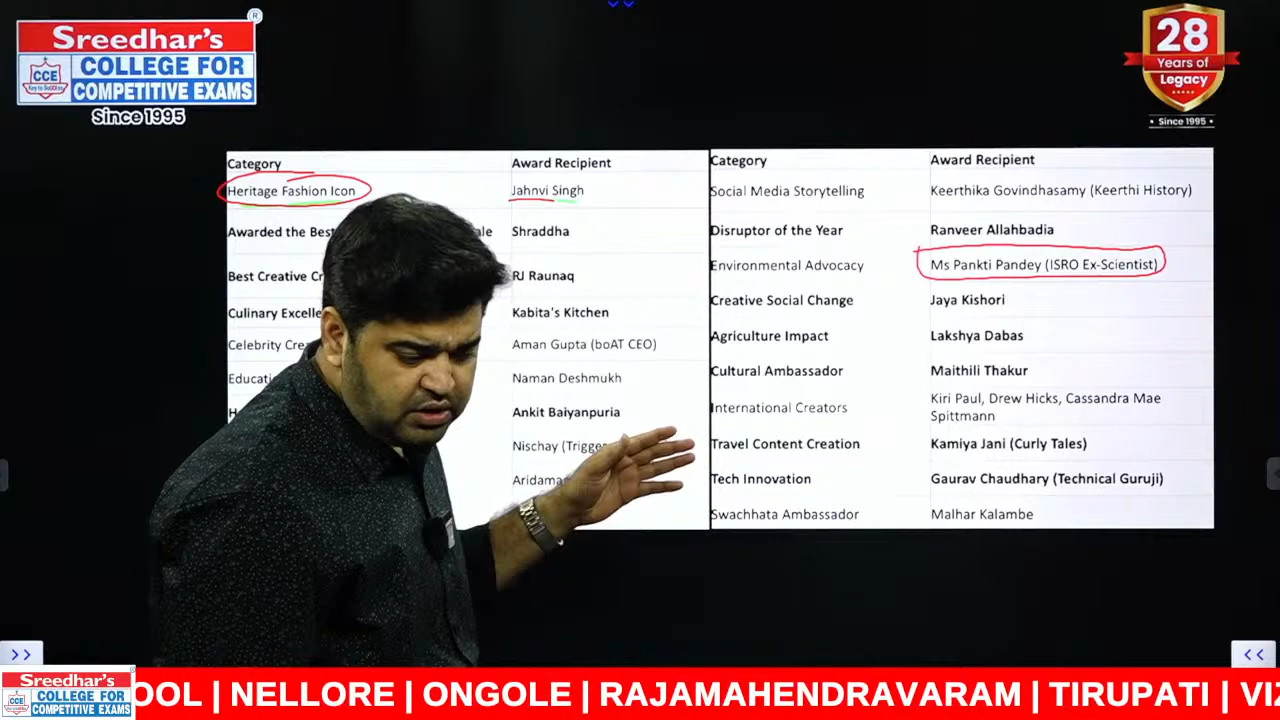 Sreedhar's
CCE
Key to Success
COLLEGE FOR
COMPETITIVE EXAMS
Since 1995
®
28
Years of
Legacy
• Since 1995 •
Category Award Recipient
Heritage Fashion Icon Jahnvi Singh
Awarded the Best Shraddha
Best Creative RJ Raunaq
Culinary Kabita's Kitchen
Celebrity Aman Gupta (boAT CEO)
Naman Deshmukh
Ankit Baiyanpuria
Nischay
Category Award Recipient
Social Media Storytelling Keerthika Govindhasamy (Keerthi History)
Disruptor of the Year Ranveer Allahbadia
Environmental Advocacy Ms Pankti Pandey (ISRO Ex-Scientist)
Creative Social Change Jaya Kishori
Agriculture Impact Lakshya Dabas
Cultural Ambassador Maithili Thakur
International Creators Kiri Paul, Drew Hicks, Cassandra Mae
Spittmann
Travel Content Creation Kamiya Jani (Curly Tales)
Tech Innovation Gaurav Chaudhary (Technical Guruji)
Swachhata Ambassador Malhar Kalambe
>>
<<
Sreedhar's
CCE
COLLEGE FOR
COMPETITIVE EXAMS
OOL | NELLORE | ONGOLE | RAJAMAHENDRAVARAM | TIRUPATI | VIZ